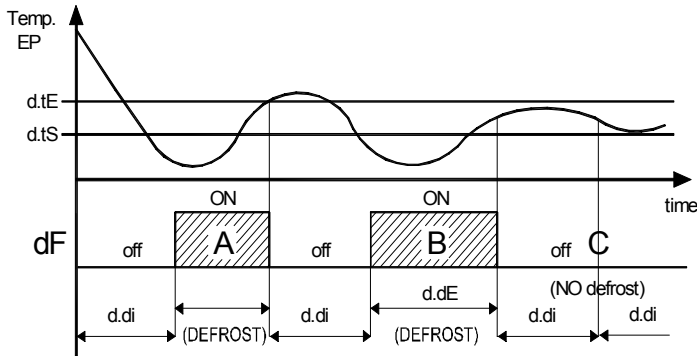 Temp.
EP
d.tE
d.tS
time
ON
ON
dF
off
A
off
B
off
C
(NO defrost)
d.dE
d.di
(DEFROST)
d.di
(DEFROST)
d.di
d.di